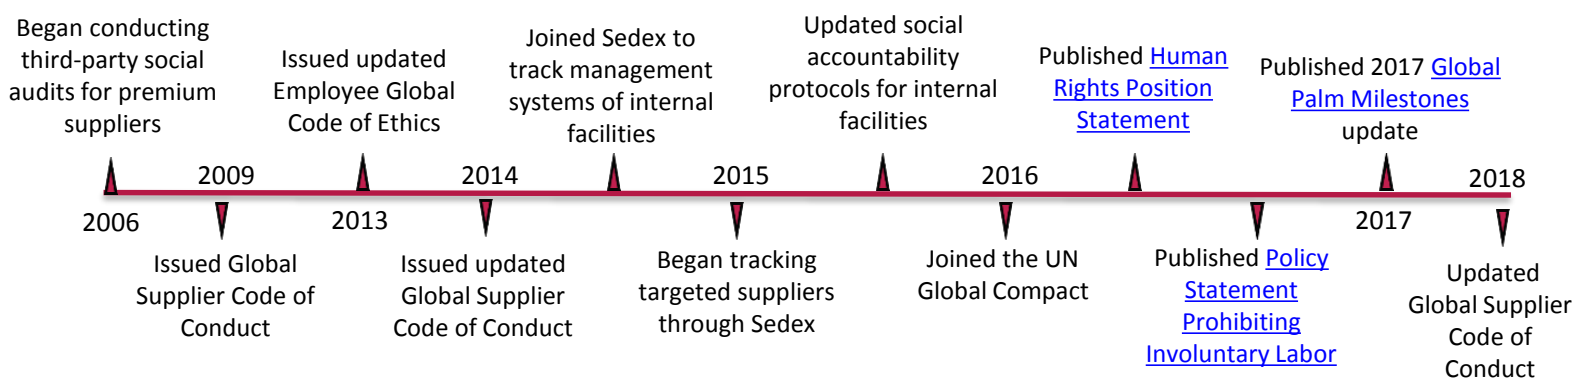 Began conducting
third-party social
audits for premium
suppliers
Issued updated
Employee Global
Code of Ethics
Joined Sedex to
track management
systems of internal
facilities
Updated social
accountability
protocols for internal
facilities
Published Human
Rights Position
Statement
Published 2017 Global
Palm Milestones
update
2006
2009
2013
2014
2015
2016
2017
2018
Issued Global
Supplier Code of
Conduct
Issued updated
Global Supplier
Code of Conduct
Began tracking
targeted suppliers
through Sedex
Joined the UN
Global Compact
Published Policy
Statement
Prohibiting
Involuntary Labor
Updated
Global Supplier
Code of
Conduct